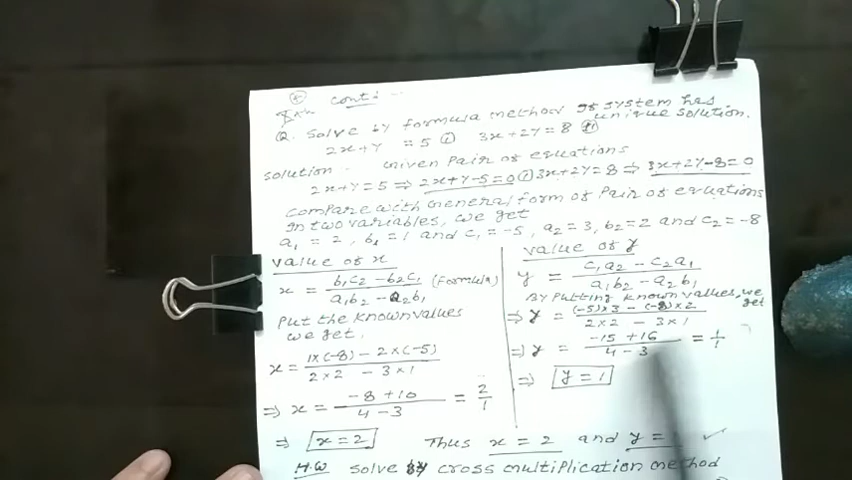 contd...
8th
Q. Solve by formula method if system has unique solution.
2x+y = 5 ① 3x+2y=8 ⑪
Solution. Given Pair of equations
2x+y=5 ⇒ 2x+y-5=0 ① 3x+2y=8 ⇒ 3x+2y-8=0
compare with General form of Pair of equations
in two variables, we get
a₁ = 2, b₁ = 1 and c₁ = -5, a₂=3, b₂=2 and c₂=-8
value of x
x = b₁c₂ - b₂c₁ / a₁b₂ - a₂b₁ (Formula)
Put the known values
we get.
x = 1×(-8) - 2×(-5) / 2×2 - 3×1
⇒ x = -8+10 / 4-3 = 2/1
⇒ x=2
value of y
y = c₁a₂ - c₂a₁ / a₁b₂ - a₂b₁
By Putting known values, we get
⇒ y = (-5)×3 - (-8)×2 / 2×2 - 3×1
⇒ y = -15+16 / 4-3 = 1/1
⇒ y=1
Thus x = 2 and y =
H.W solve by cross multiplication method